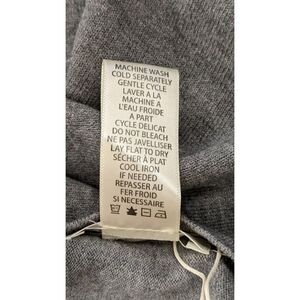 MACHINE WASH
COLD SEPARATELY
GENTLE CYCLE
LAVER A LA
MACHINE A
L'EAU FROIDE
A PART
CYCLE DELICAT
DO NOT BLEACH
NE PAS JAVELLISER
LAY FLAT TO DRY
SÉCHER À PLAT
COOL IRON
IF NEEDED
REPASSER AU
FER FROID
SI NECESSAIRE